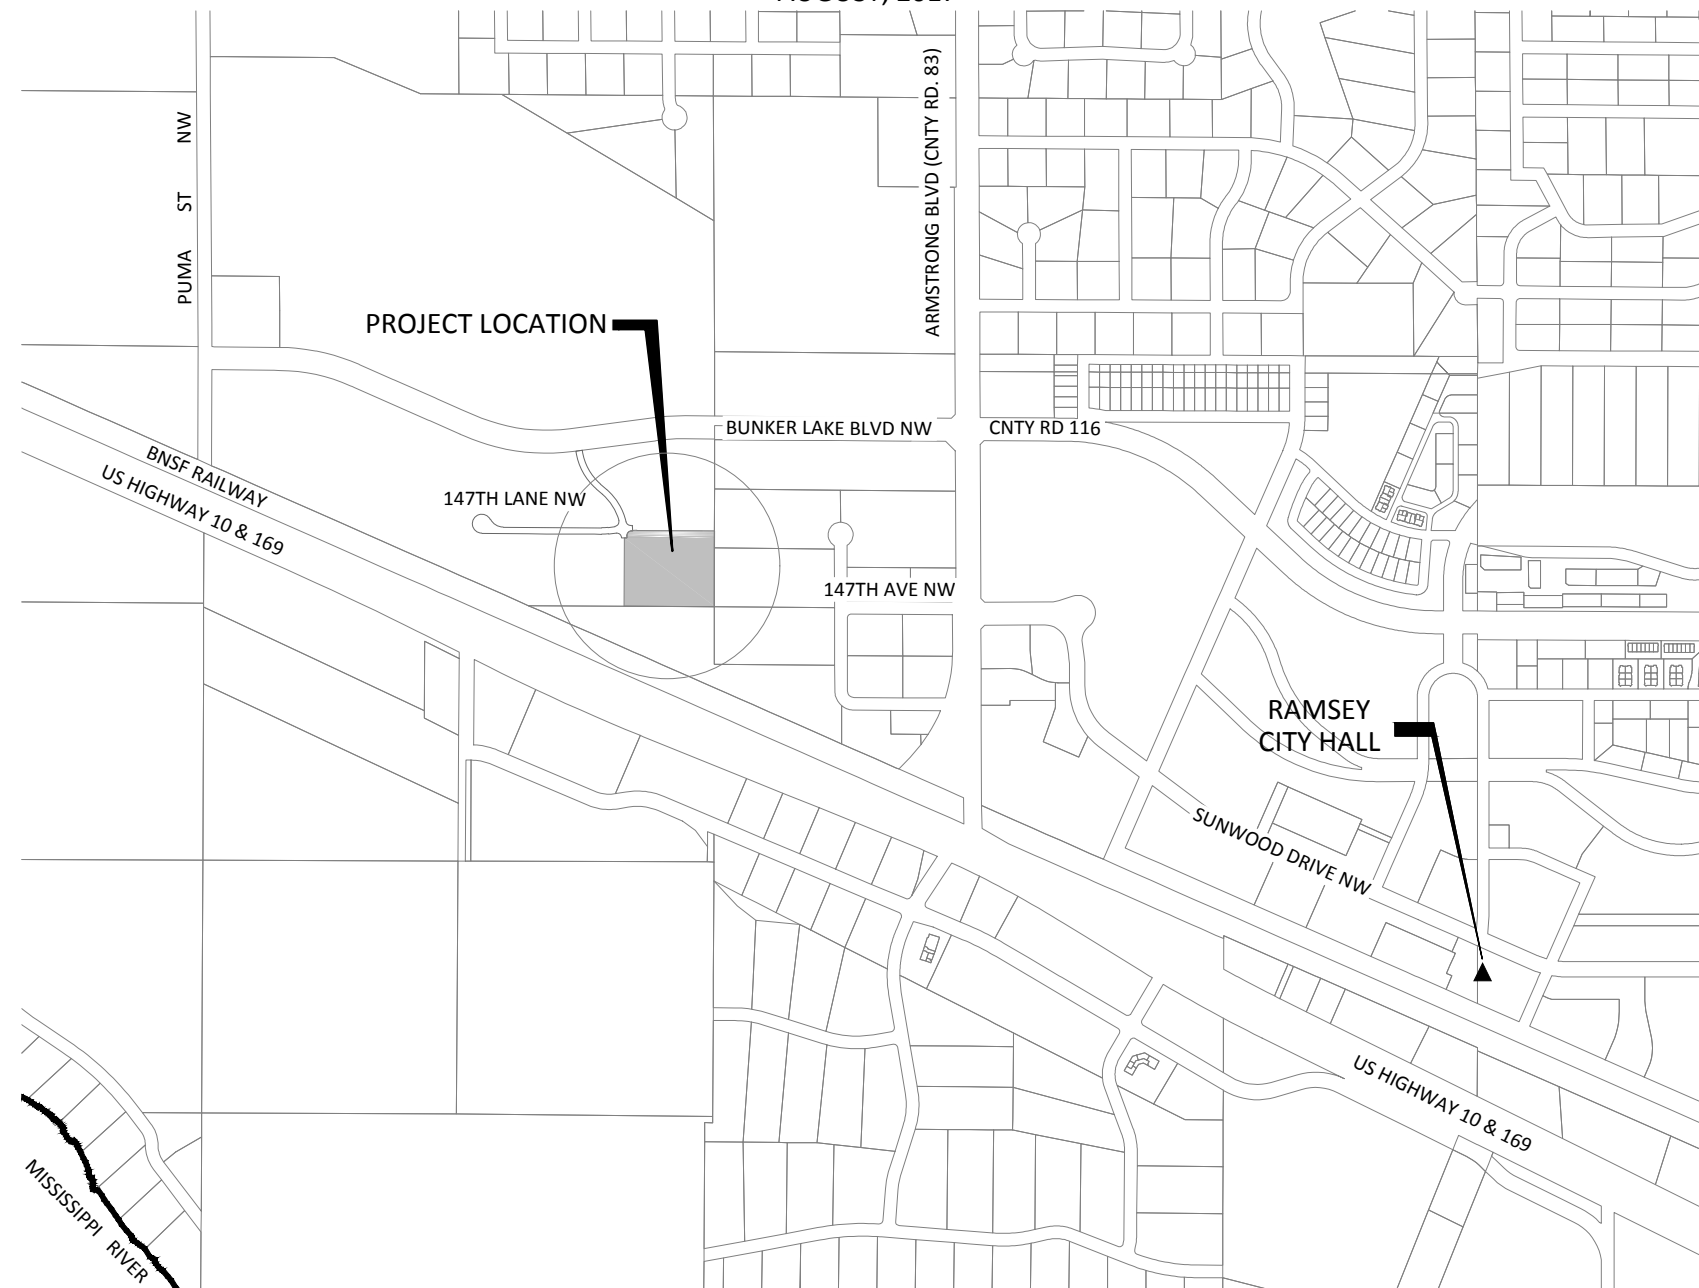 PUMA ST NW
ARMSTRONG BLVD (CNTY RD. 83)
PROJECT LOCATION
BUNKER LAKE BLVD NW
CNTY RD 116
BNSF RAILWAY
US HIGHWAY 10 & 169
147TH LANE NW
147TH AVE NW
RAMSEY
CITY HALL
SUNWOOD DRIVE NW
US HIGHWAY 10 & 169
MISSISSIPPI RIVER